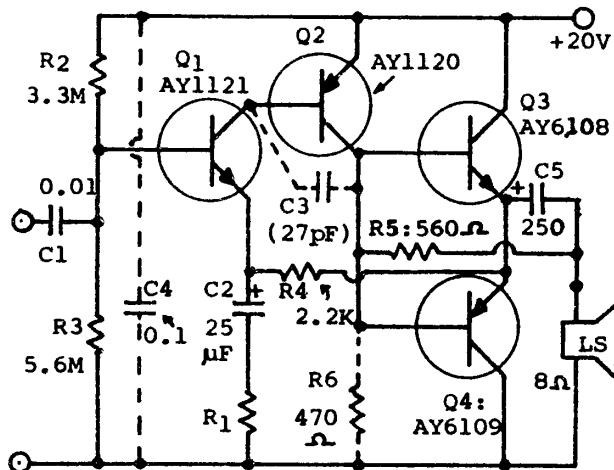 +20V
Q2
Q1
AY1121
AY1120
R2
3.3M
Q3
AY6108
0.01
C1
C3
(27pF)
+
C5
250
R5:560Ω
C4
0.1
C2
+
25
µF
R4
2.2K
R3
5.6M
R1
R6
470
Ω
Q4:
AY6109
LS
8Ω